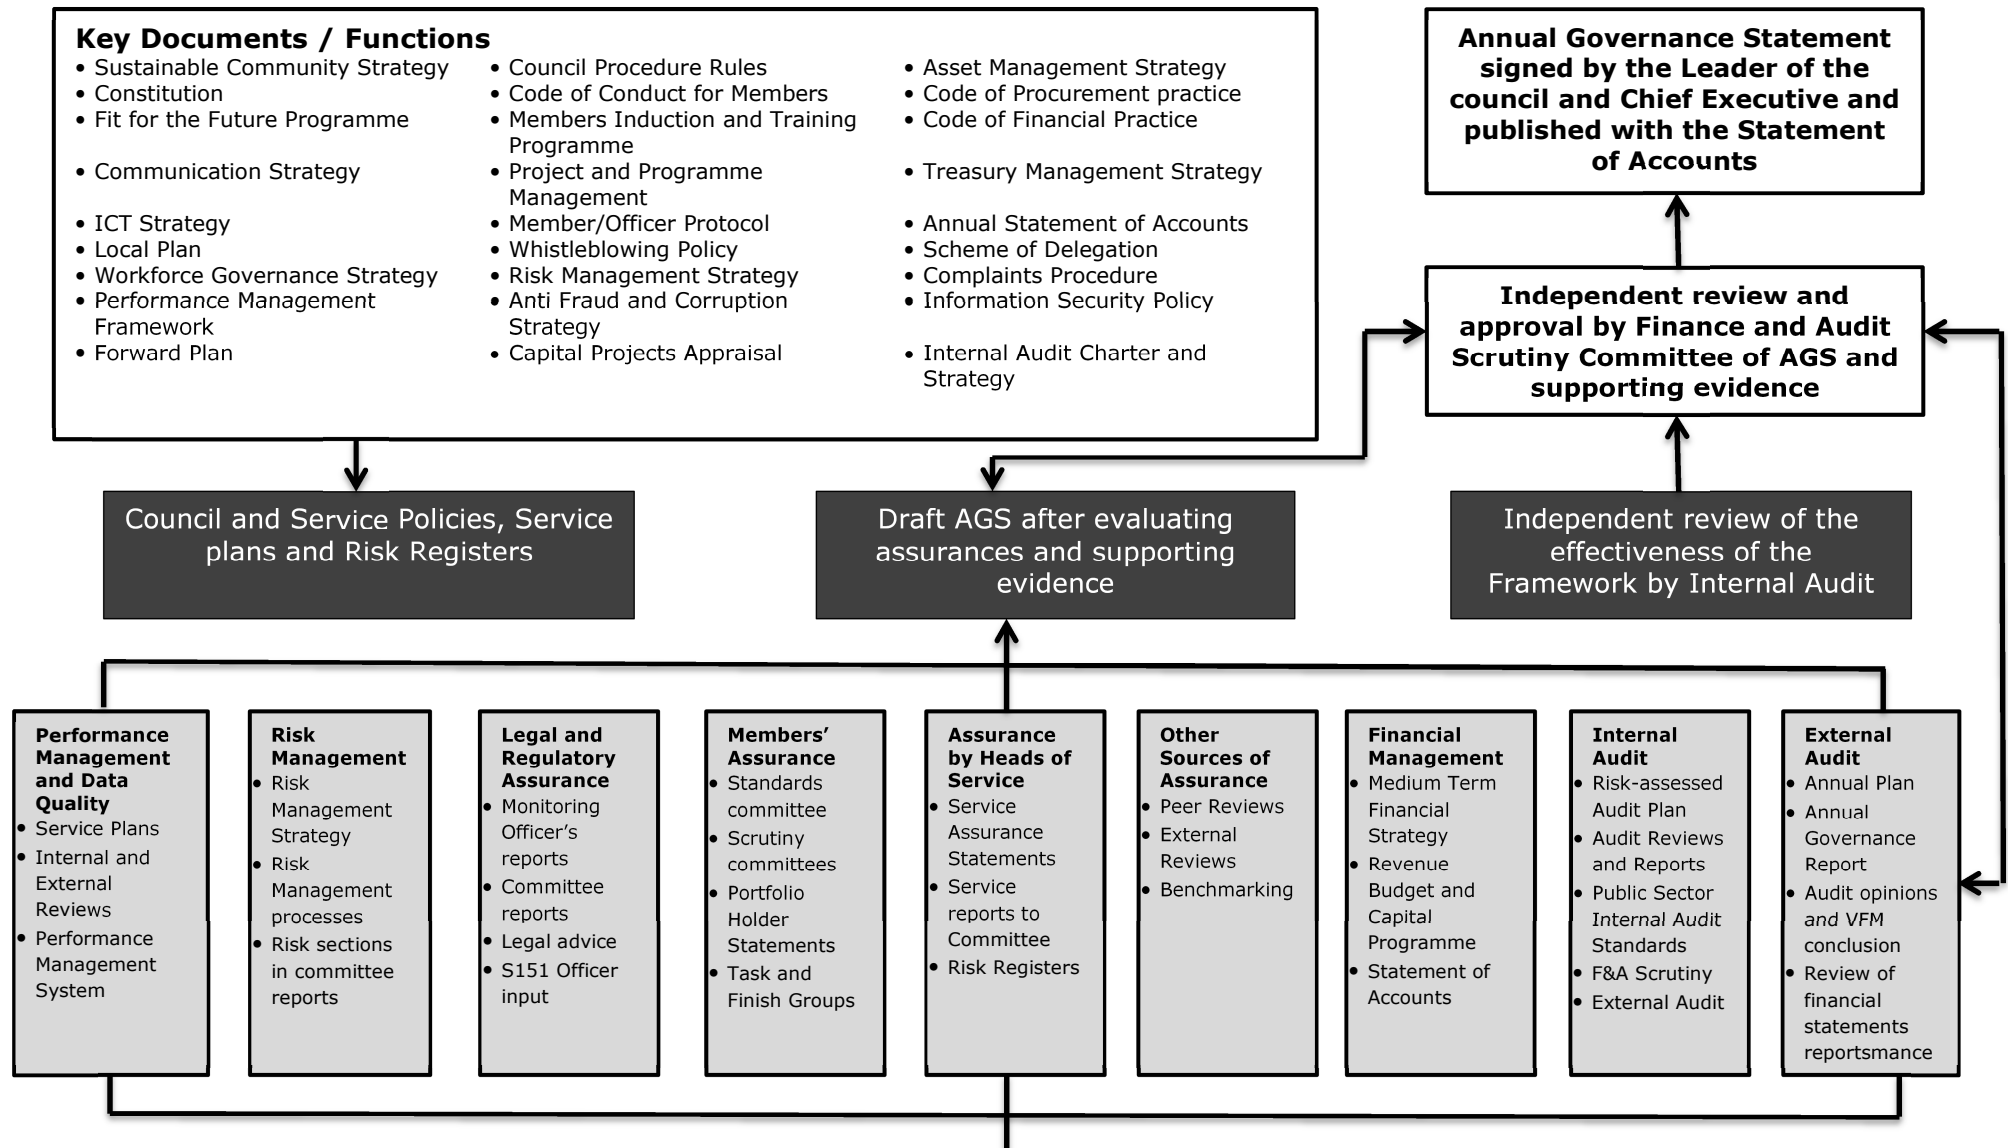 Key Documents / Functions
• Sustainable Community Strategy
• Constitution
• Fit for the Future Programme
• Communication Strategy
• ICT Strategy
• Local Plan
• Workforce Governance Strategy
• Performance Management
Framework
• Forward Plan
• Council Procedure Rules
• Code of Conduct for Members
• Members Induction and Training
Programme
• Project and Programme
Management
• Member/Officer Protocol
• Whistleblowing Policy
• Risk Management Strategy
• Anti Fraud and Corruption
Strategy
• Capital Projects Appraisal
• Asset Management Strategy
• Code of Procurement practice
• Code of Financial Practice
• Treasury Management Strategy
• Annual Statement of Accounts
• Scheme of Delegation
• Complaints Procedure
• Information Security Policy
• Internal Audit Charter and
Strategy
Annual Governance Statement
signed by the Leader of the
council and Chief Executive and
published with the Statement
of Accounts
Independent review and
approval by Finance and Audit
Scrutiny Committee of AGS and
supporting evidence
Council and Service Policies, Service
plans and Risk Registers
Draft AGS after evaluating
assurances and supporting
evidence
Independent review of the
effectiveness of the
Framework by Internal Audit
Performance
Management
and Data
Quality
• Service Plans
• Internal and
External
Reviews
• Performance
Management
System
Risk
Management
• Risk
Management
Strategy
• Risk
Management
processes
• Risk sections
in committee
reports
Legal and
Regulatory
Assurance
• Monitoring
Officer’s
reports
• Committee
reports
• Legal advice
• S151 Officer
input
Members’
Assurance
• Standards
committee
• Scrutiny
committees
• Portfolio
Holder
Statements
• Task and
Finish Groups
Assurance
by Heads of
Service
• Service
Assurance
Statements
• Service
reports to
Committee
• Risk Registers
Other
Sources of
Assurance
• Peer Reviews
• External
Reviews
• Benchmarking
Financial
Management
• Medium Term
Financial
Strategy
• Revenue
Budget and
Capital
Programme
• Statement of
Accounts
Internal
Audit
• Risk-assessed
Audit Plan
• Audit Reviews
and Reports
• Public Sector
Internal Audit
Standards
• F&A Scrutiny
• External Audit
External
Audit
• Annual Plan
• Annual
Governance
Report
• Audit opinions
and VFM
conclusion
• Review of
financial
statements
reportsmance